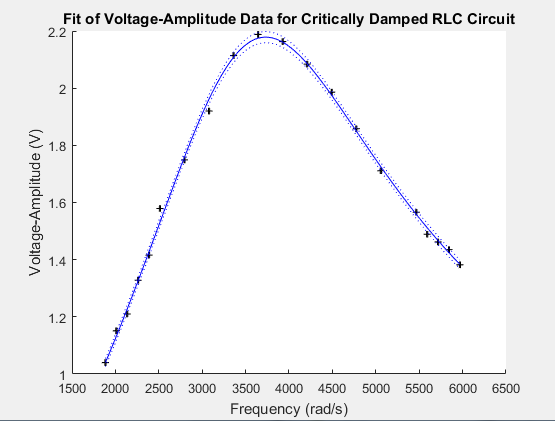 Fit of Voltage-Amplitude Data for Critically Damped RLC Circuit
2.2
2
1.8
1.6
1.4
1.2
1
Voltage-Amplitude (V)
1500 2000 2500 3000 3500 4000 4500 5000 5500 6000 6500
Frequency (rad/s)